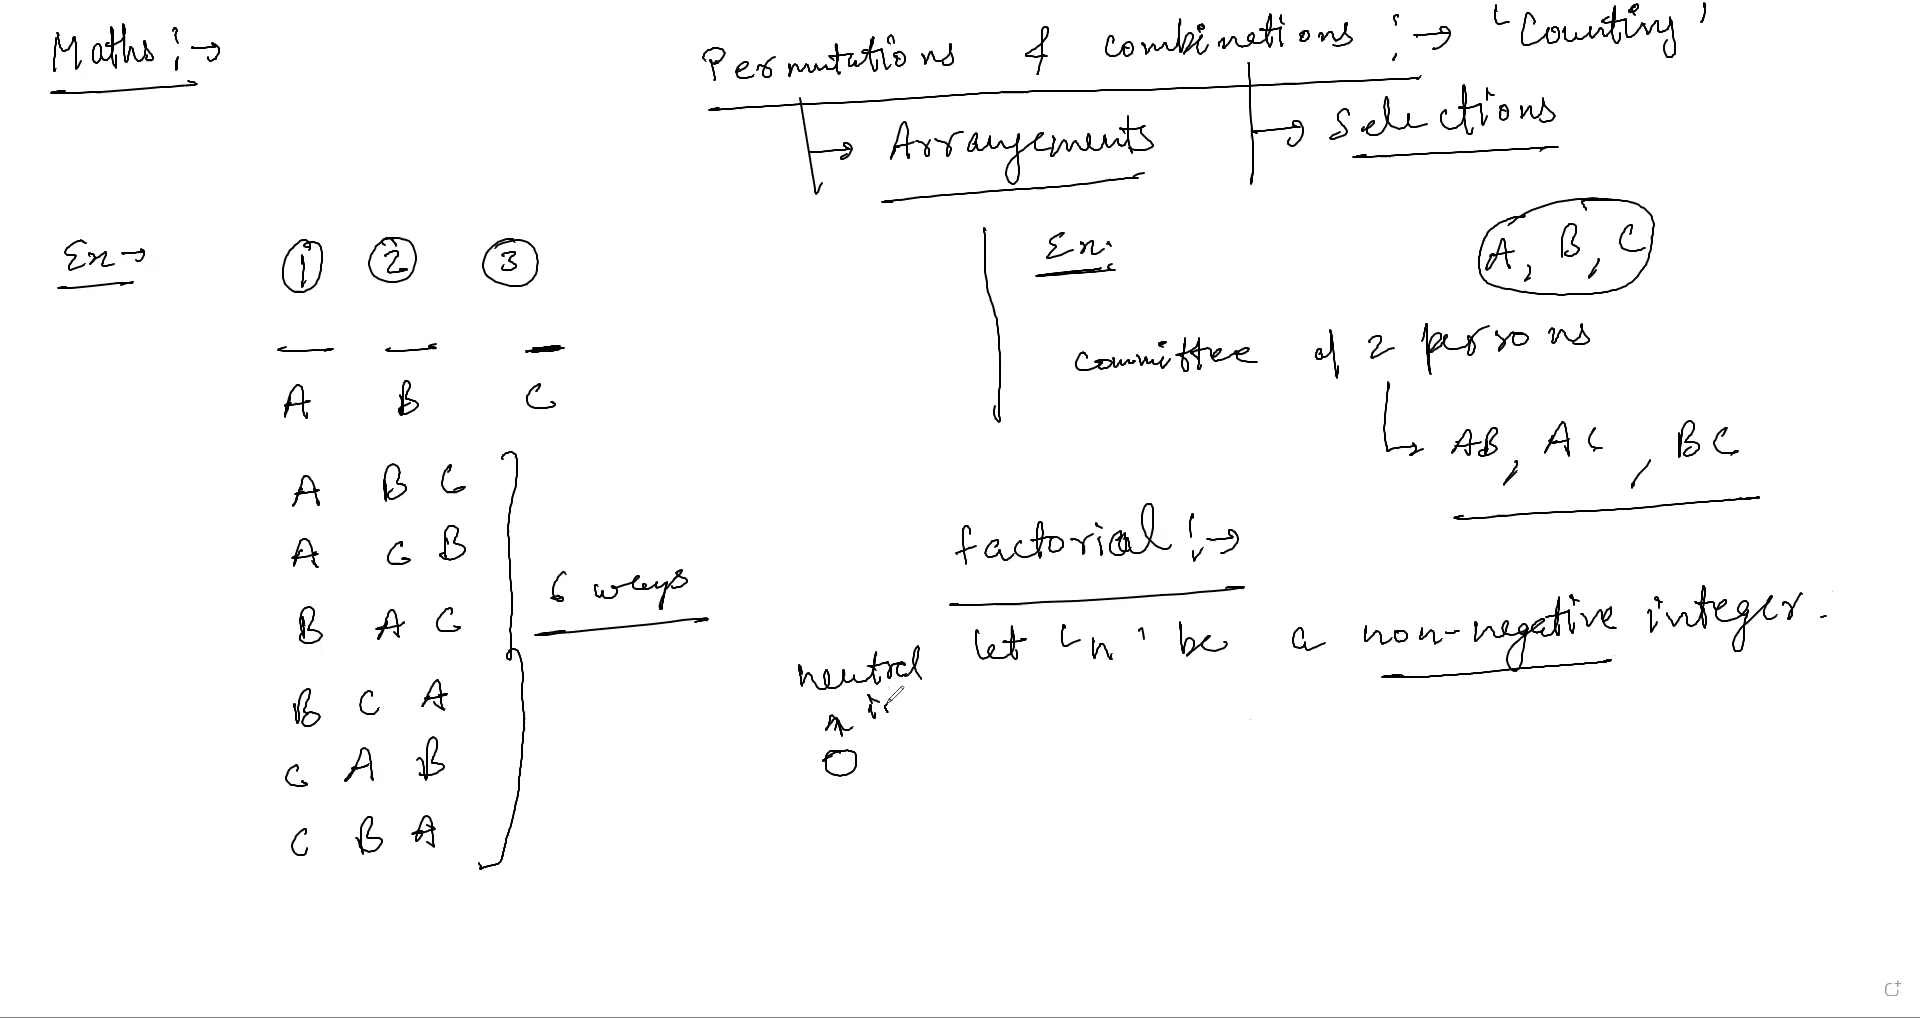 Maths :→
Permutations & combinations :→ 'Counting'
→ Arrangements
→ Selections
Ex→
① ② ③
A B C
A B C
A C B
B A C
B C A
C A B
C B A
6 ways
Ex.
A, B, C
committee of 2 persons
AB, AC, BC
factorial :→
let 'n' be a non-negative integer.
neutral
i
0